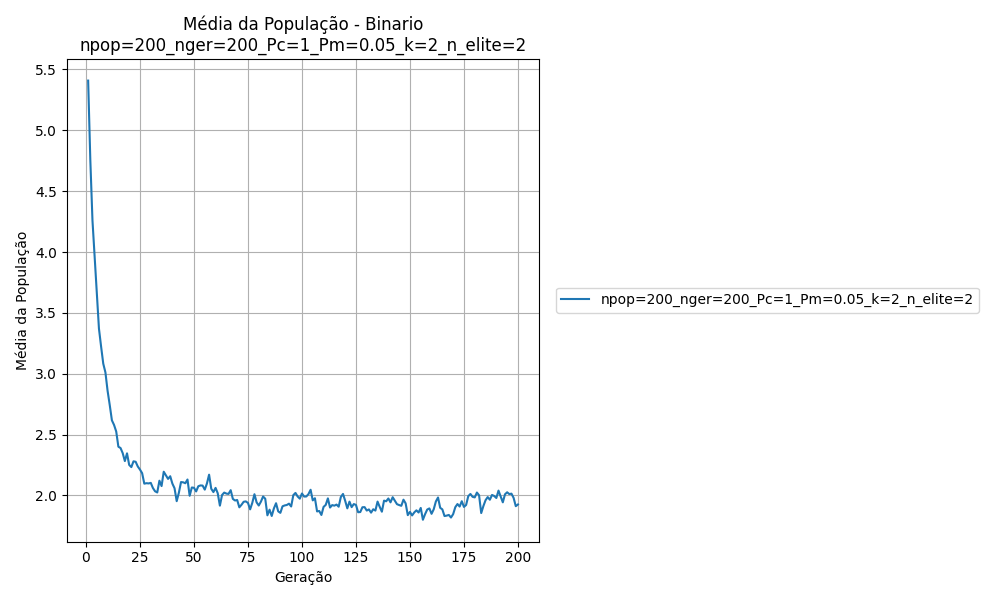 Média da População - Binario
npop=200_nger=200_Pc=1_Pm=0.05_k=2_n_elite=2
5.5
5.0
4.5
4.0
3.5
3.0
2.5
2.0
Média da População
0 25 50 75 100 125 150 175 200
Geração
npop=200_nger=200_Pc=1_Pm=0.05_k=2_n_elite=2